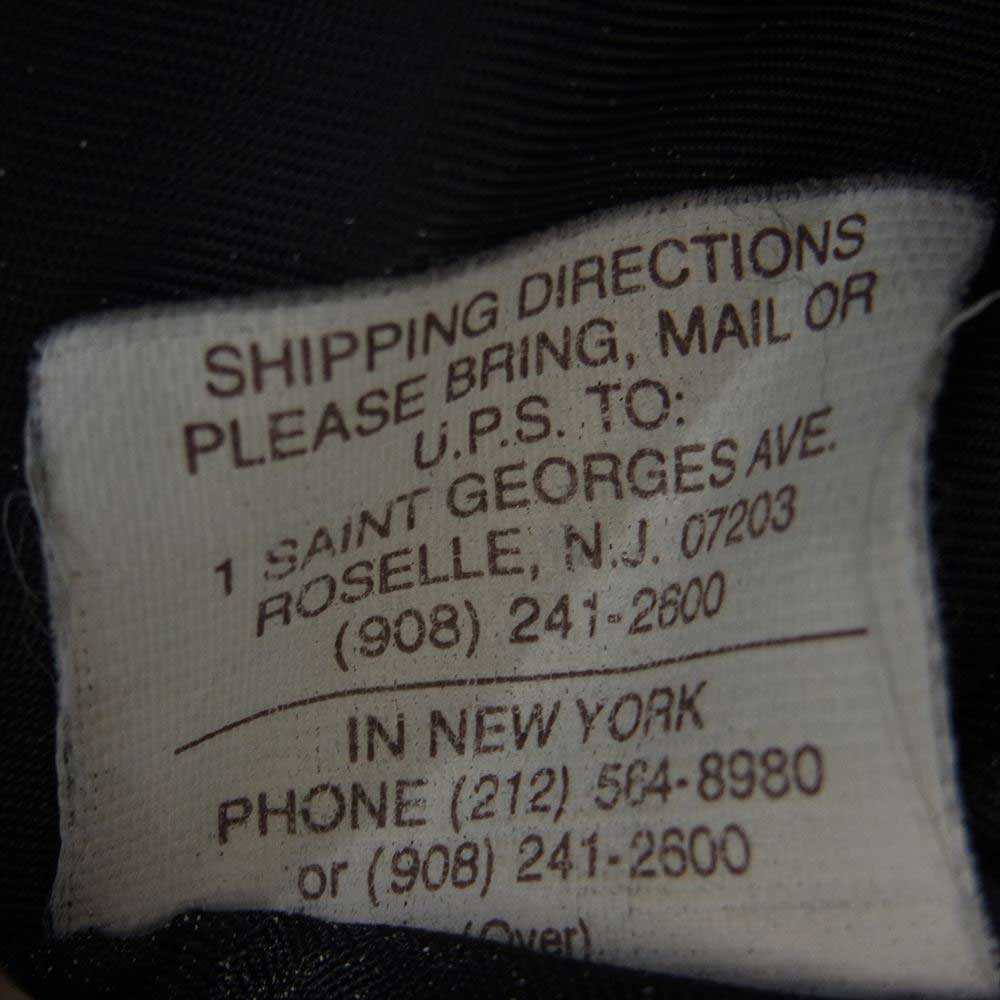 SHIPPING DIRECTIONS
PLEASE BRING, MAIL OR
U.P.S. TO:
1 SAINT GEORGES AVE.
ROSELLE, N.J. 07203
(908) 241-2600
IN NEW YORK
PHONE (212) 564-8980
or (908) 241-2600
(Over)